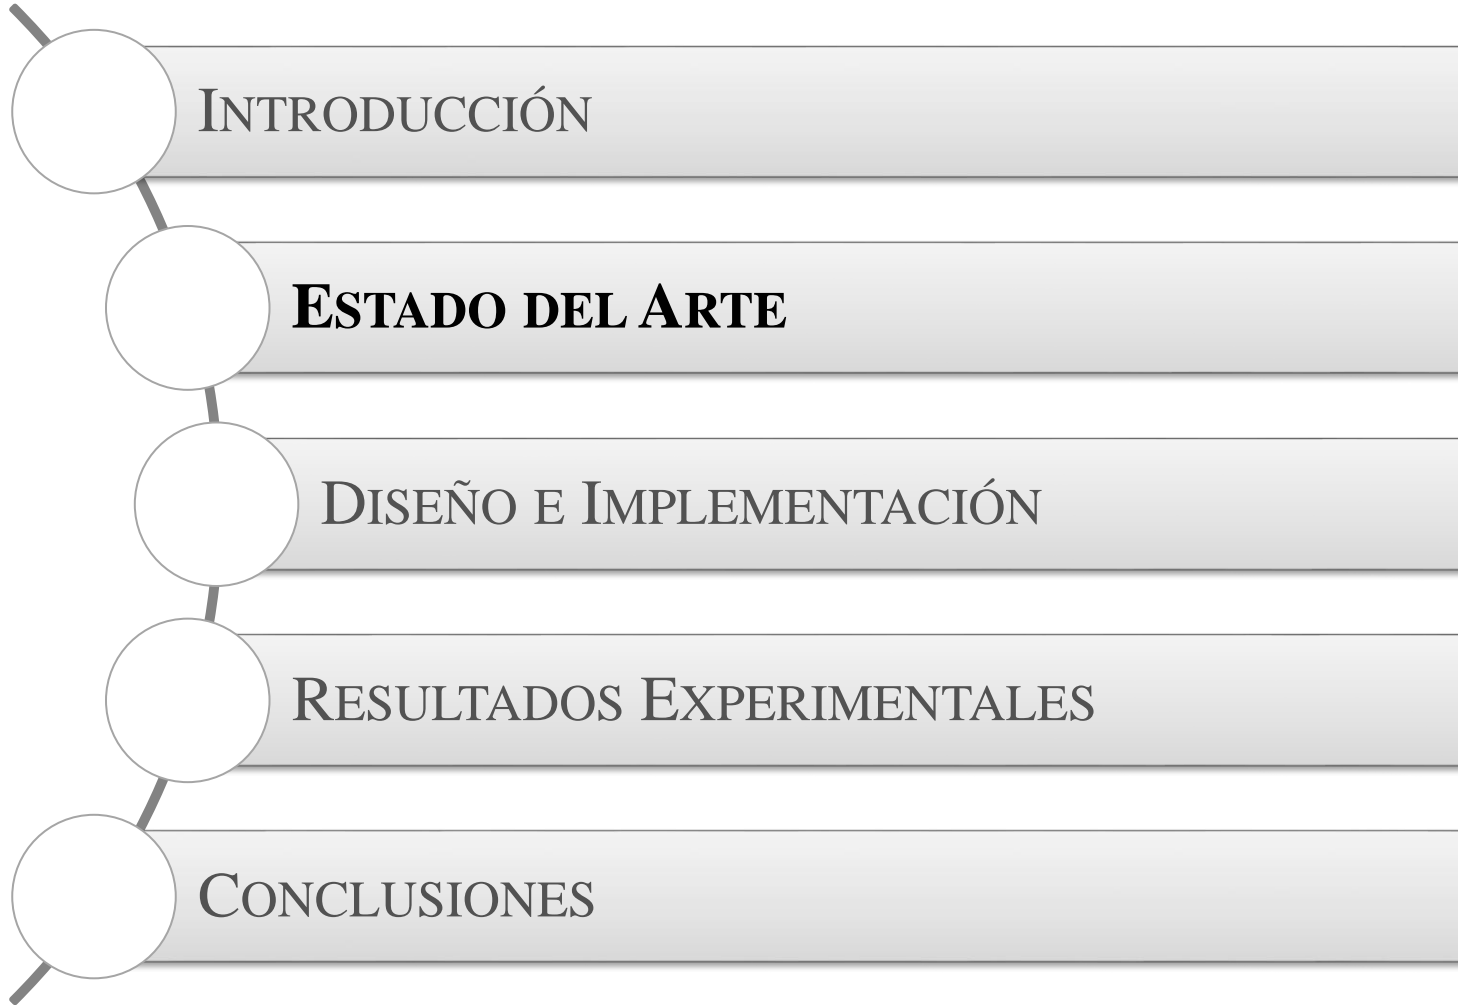 INTRODUCCIÓN
ESTADO DEL ARTE
DISEÑO E IMPLEMENTACIÓN
RESULTADOS EXPERIMENTALES
CONCLUSIONES